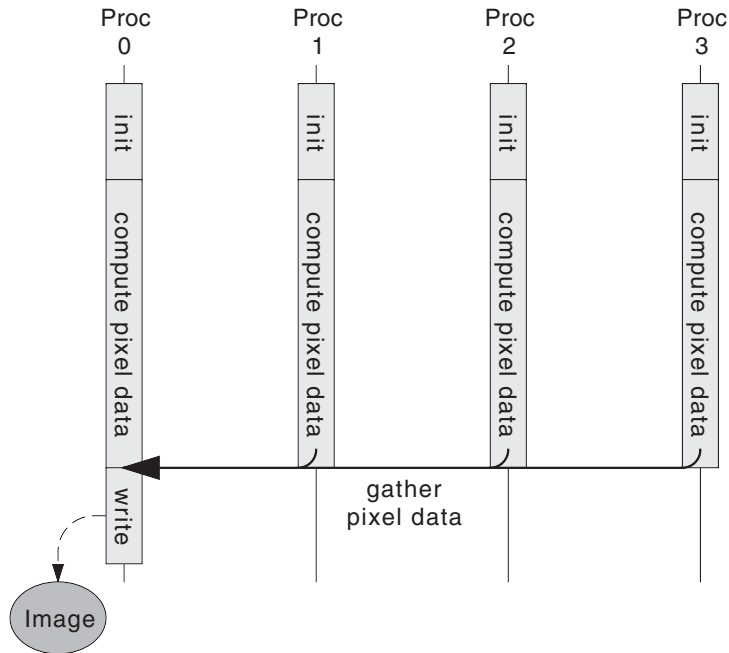 Proc
0
Proc
1
Proc
2
Proc
3
init
init
init
init
compute pixel data
compute pixel data
compute pixel data
compute pixel data
gather
pixel data
write
Image